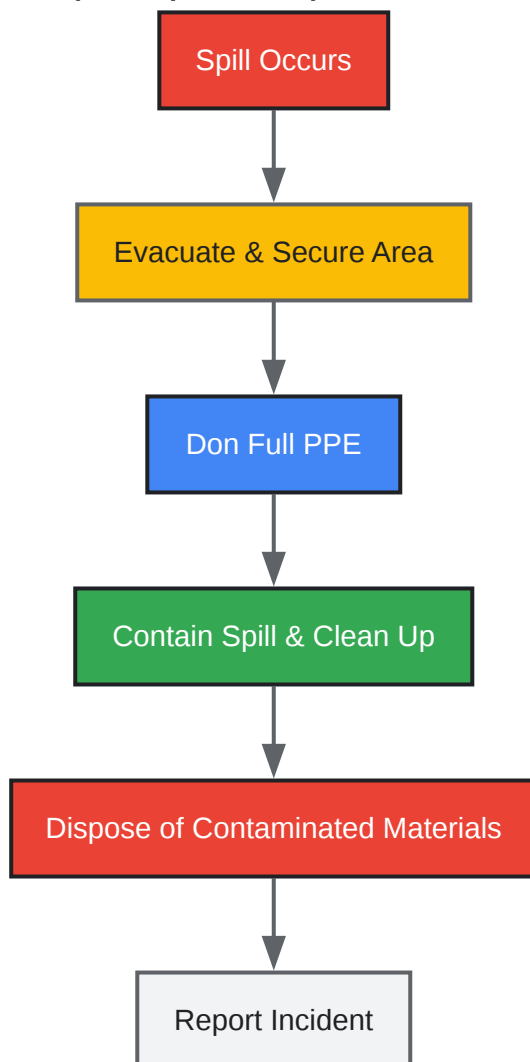 Spill Occurs
Evacuate & Secure Area
Don Full PPE
Contain Spill & Clean Up
Dispose of Contaminated Materials
Report Incident